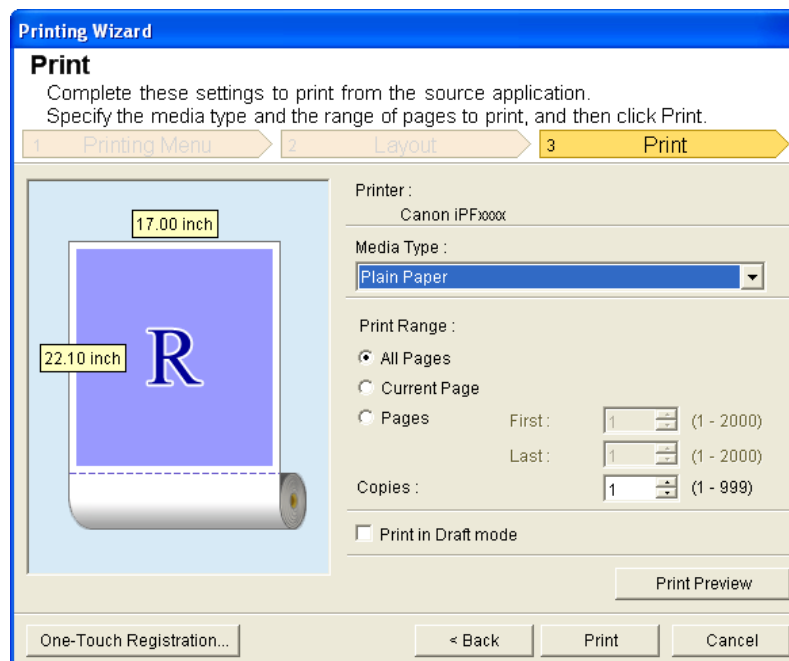 Printing Wizard
Print
Complete these settings to print from the source application.
Specify the media type and the range of pages to print, and then click Print.
1 Printing Menu 2 Layout 3 Print
17.00 inch
22.10 inch
R
Printer :
Canon iPFxxxx
Media Type :
Plain Paper
Print Range :
All Pages
Current Page
Pages First : 1 (1 - 2000)
Last : 1 (1 - 2000)
Copies : 1 (1 - 999)
Print in Draft mode
Print Preview
One-Touch Registration... < Back Print Cancel